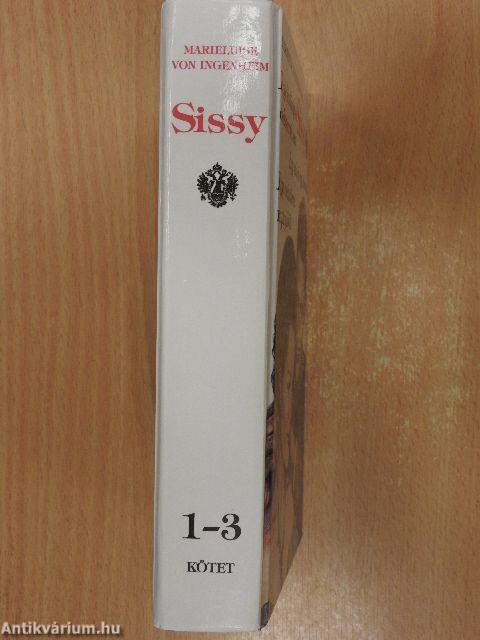 MARIELUISE
VON INGENHEIM
Sissy
1-3
KÖTET
Antikvárium.hu